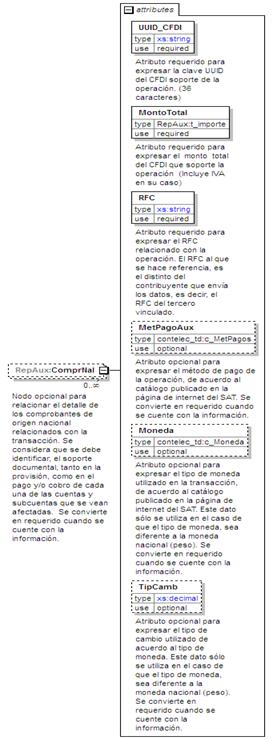 attributes
UUID_CFDI
type xs:string
use required
Atributo requerido para
expresar la clave UUID
del CFDI soporte de la
operación. (36
caracteres)
MontoTotal
type RepAux:t_importe
use required
Atributo requerido para
expresar el monto total
del CFDI que soporte la
operación (Incluye IVA
en su caso)
RFC
type xs:string
use required
Atributo requerido para
expresar el RFC
relacionado con la
operación. El RFC al que
se hace referencia, es
el distinto del
contribuyente que envía
los datos, es decir, el
RFC del tercero
vinculado.
MetPagoAux
type contelec_td:c_MetPagos
use optional
Atributo opcional para
expresar el método de pago de
la operación, de acuerdo al
catálogo publicado en la
página de internet del SAT. Se
convierte en requerido cuando
se cuente con la información.
RepAux:ComprNal
0..∞
Nodo opcional para
relacionar el detalle de
los comprobantes de
origen nacional
relacionados con la
transacción. Se
considera que se debe
identificar, el soporte
documental, tanto en la
provisión, como en el
pago y/o cobro de cada
una de las cuentas y
subcuentas que se vean
afectadas. Se convierte
en requerido cuando se
cuente con la
información.
Moneda
type contelec_td:c_Moneda
use optional
Atributo opcional para
expresar el tipo de moneda
utilizado en la transacción,
de acuerdo al catálogo
publicado en la página de
internet del SAT. Este dato
sólo se utiliza en el caso de
que el tipo de moneda, sea
diferente a la moneda
nacional (peso). Se
convierte en requerido
cuando se cuente con la
información.
TipCamb
type xs:decimal
use optional
Atributo opcional para
expresar el tipo de
cambio utilizado de
acuerdo al tipo de
moneda. Este dato sólo
se utiliza en el caso de
que el tipo de moneda,
sea diferente a la
moneda nacional (peso).
Se convierte en
requerido cuando se
cuente con la
información.